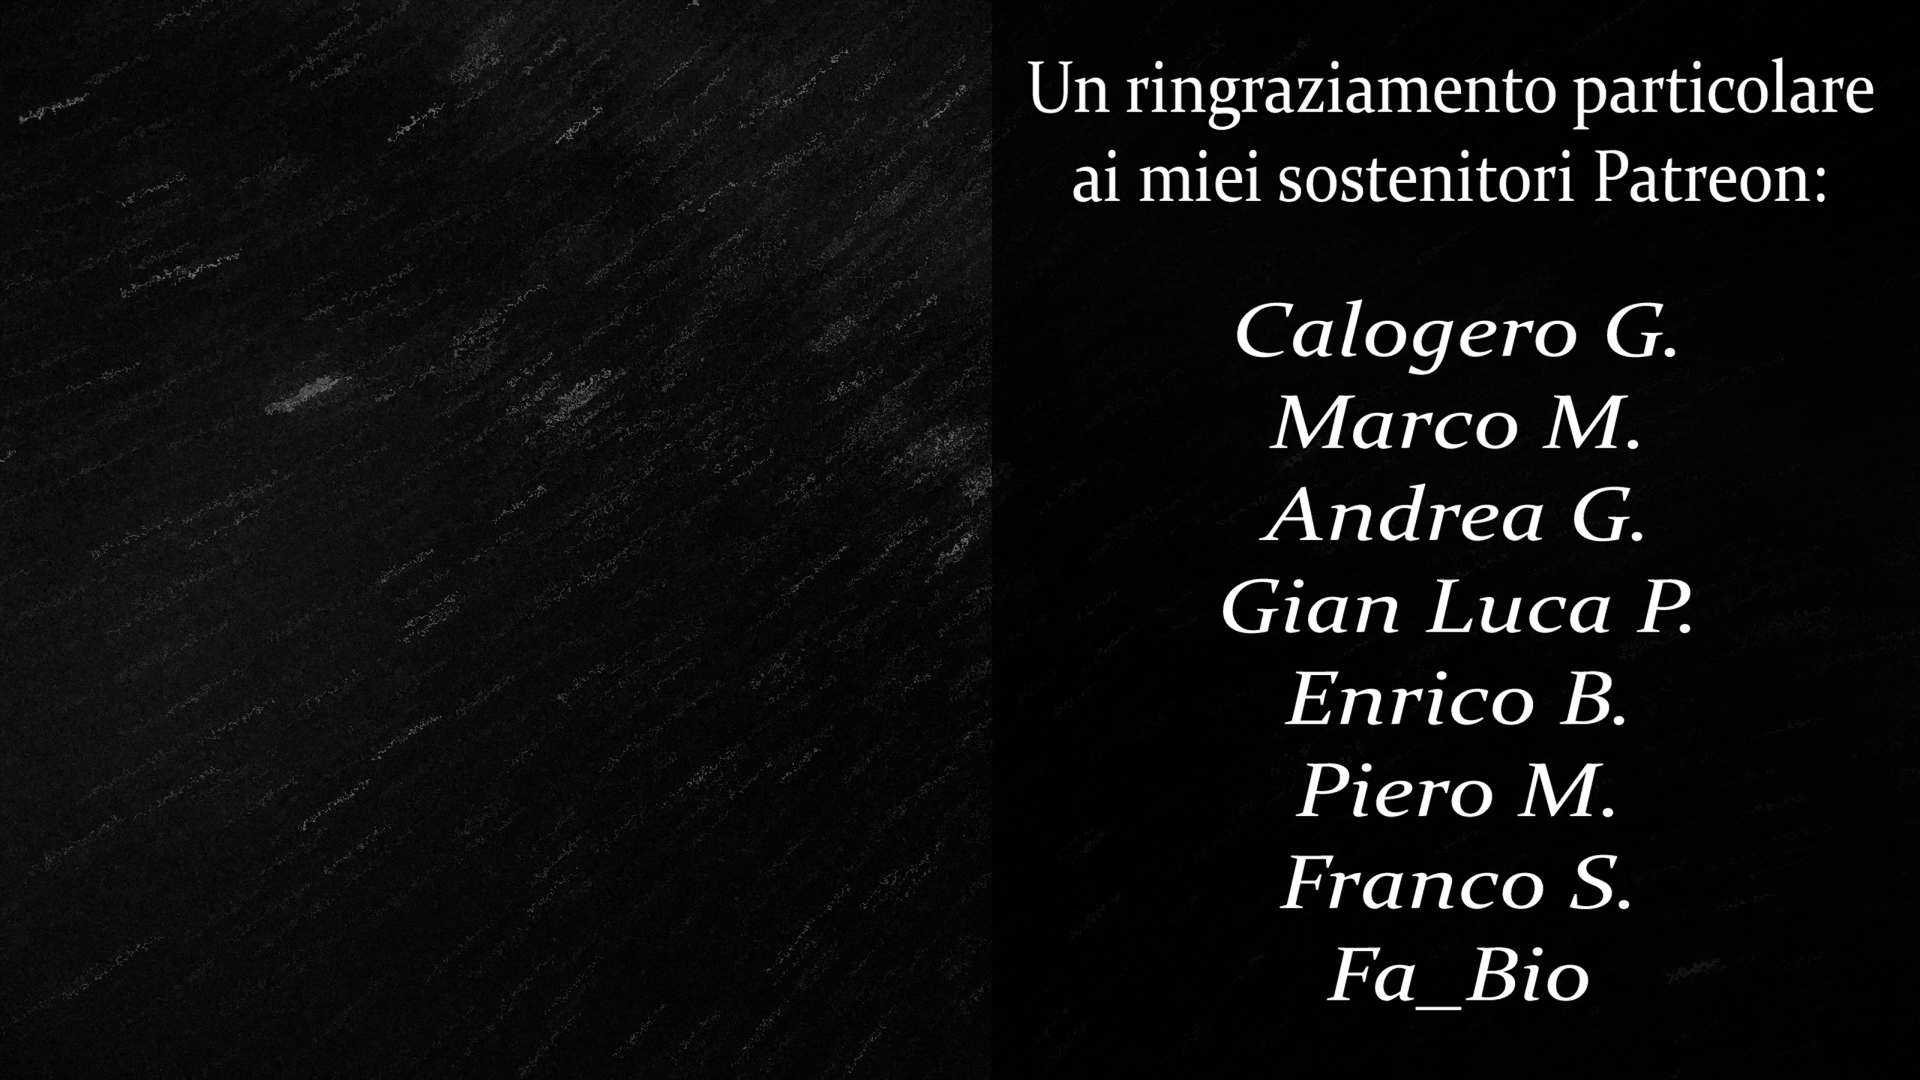 Un ringraziamento particolare
ai miei sostenitori Patreon:
Calogero G.
Marco M.
Andrea G.
Gian Luca P.
Enrico B.
Piero M.
Franco S.
Fa_Bio